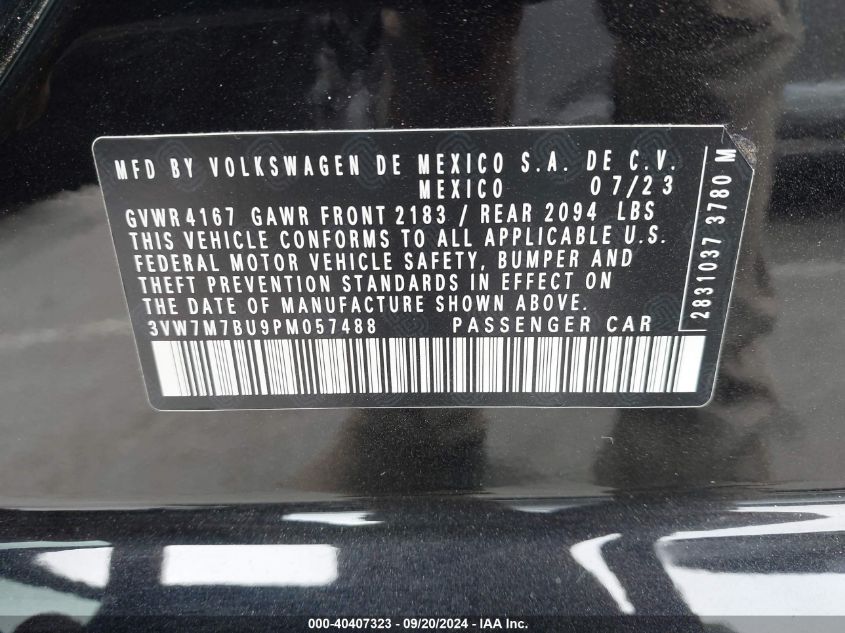 MFD BY VOLKSWAGEN DE MEXICO S.A. DE C.V.
MEXICO 07/23
GVWR 4167 GAWR FRONT 2183 / REAR 2094 LBS
THIS VEHICLE CONFORMS TO ALL APPLICABLE U.S.
FEDERAL MOTOR VEHICLE SAFETY, BUMPER AND
THEFT PREVENTION STANDARDS IN EFFECT ON
THE DATE OF MANUFACTURE SHOWN ABOVE.
3VW7M7BU9PM057488 PASSENGER CAR
2831037 3780 M
000-40407323 - 09/20/2024 - IAA Inc.